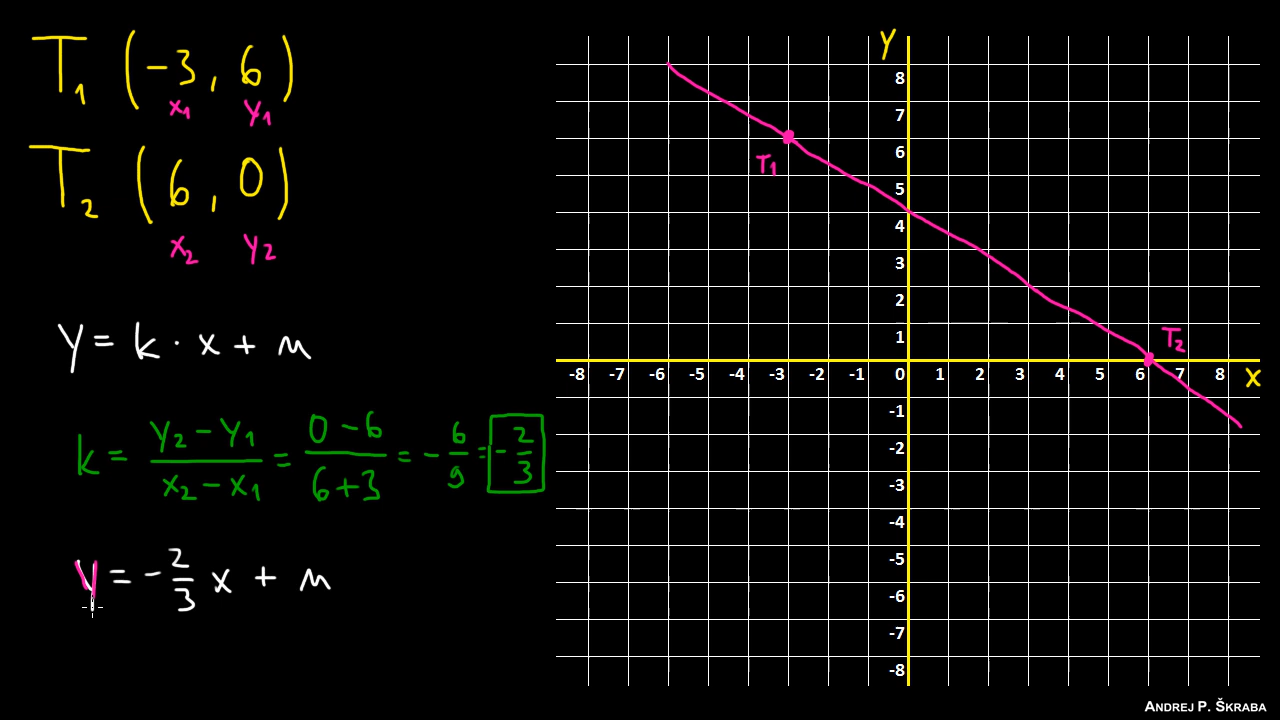 T₁ (-3, 6)
x₁ y₁
T₂ (6, 0)
x₂ y₂
y = k · x + n
k = (y₂ - y₁)/(x₂ - x₁) = (0 - 6)/(6 + 3) = -6/9 = -2/3
y = -2/3 x + n
Y
8
7
6
T₁
5
4
3
2
1
T₂
-8 -7 -6 -5 -4 -3 -2 -1 0 1 2 3 4 5 6 7 8 X
-1
-2
-3
-4
-5
-6
-7
-8
ANDREJ P. ŠKRABA